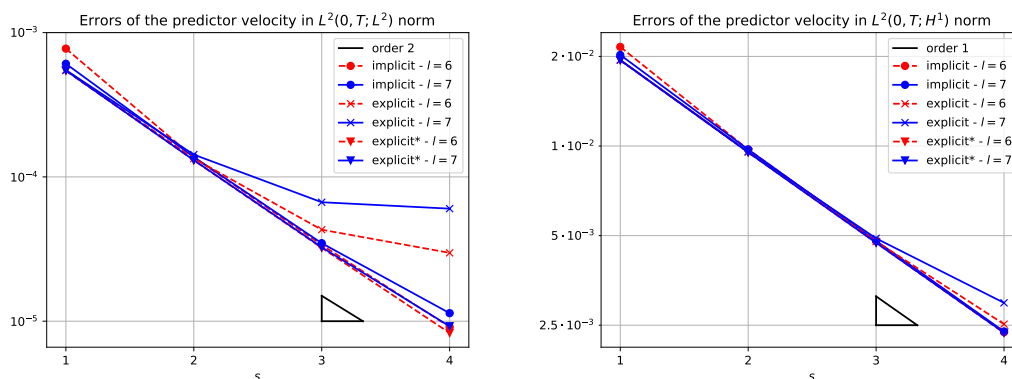 Errors of the predictor velocity in L²(0, T; L²) norm
10⁻³
10⁻⁴
10⁻⁵
order 2
implicit - l = 6
implicit - l = 7
explicit - l = 6
explicit - l = 7
explicit* - l = 6
explicit* - l = 7
1 2 3 4
s
Errors of the predictor velocity in L²(0, T; H¹) norm
2·10⁻²
1·10⁻²
5·10⁻³
2.5·10⁻³
order 1
implicit - l = 6
implicit - l = 7
explicit - l = 6
explicit - l = 7
explicit* - l = 6
explicit* - l = 7
1 2 3 4
s